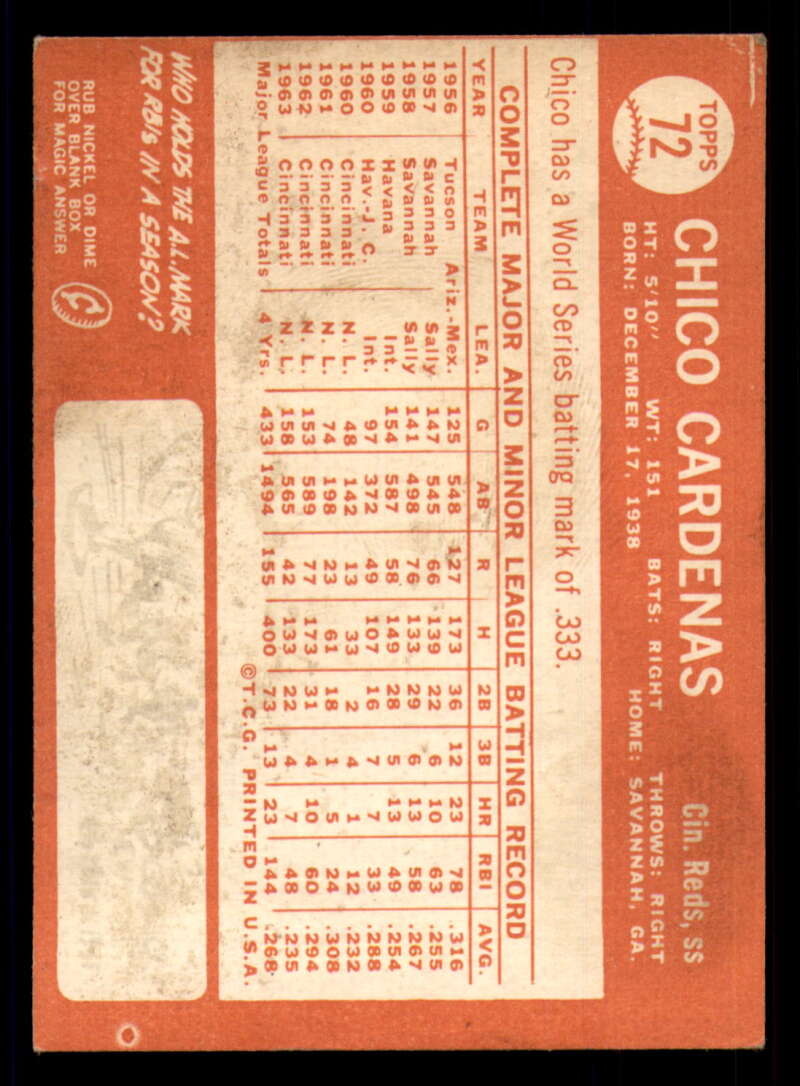 TOPPS
72
CHICO CARDENAS
Cin. Reds, SS
HT: 5'10" WT: 151 BATS: RIGHT THROWS: RIGHT
BORN: DECEMBER 17, 1938 HOME: SAVANNAH, GA.
Chico has a World Series batting mark of .333.
COMPLETE MAJOR AND MINOR LEAGUE BATTING RECORD
YEAR TEAM LEA. G AB R H 2B 3B HR RBI AVG.
1956 Tucson Ariz.-Mex. 125 548 127 173 36 12 23 78 .316
1957 Savannah Sally 147 545 66 139 22 6 10 63 .255
1958 Savannah Sally 141 498 76 133 29 6 13 58 .267
1959 Havana Int. 154 587 58 149 28 5 13 49 .254
1960 Hav.-J. C. Int. 97 372 49 107 16 7 7 33 .288
1960 Cincinnati N. L. 48 142 13 33 2 4 1 12 .232
1961 Cincinnati N. L. 74 198 23 61 18 1 5 24 .308
1962 Cincinnati N. L. 153 589 77 173 31 4 10 60 .294
1963 Cincinnati N. L. 158 565 42 133 22 4 7 48 .235
Major League Totals 4 Yrs. 433 1494 155 400 73 13 23 144 .268
©T.C.G. PRINTED IN U.S.A.
WHO HOLDS THE A.L. MARK
FOR RBIs IN A SEASON?
RUB NICKEL OR DIME
OVER BLANK BOX
FOR MAGIC ANSWER